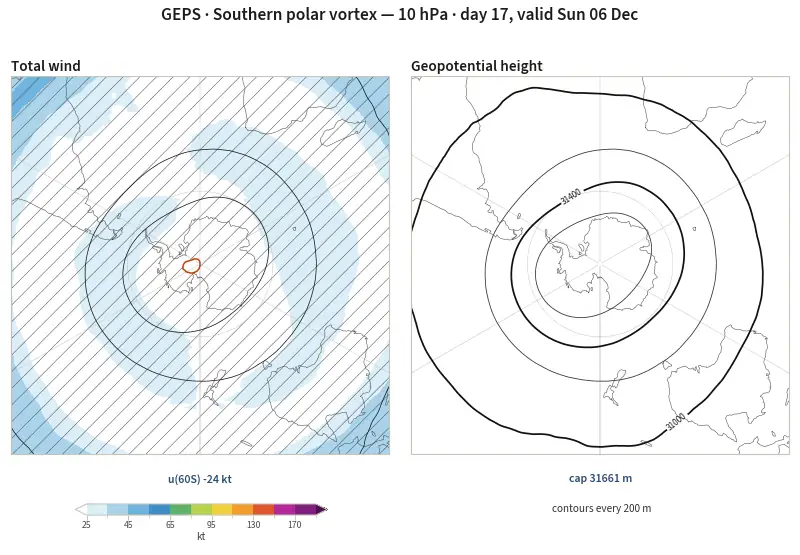 GEPS · Southern polar vortex — 10 hPa · day 17, valid Sun 06 Dec
Total wind
Geopotential height
31400
31000
u(60S) -24 kt
cap 31661 m
contours every 200 m
25 45 65 95 130 170
kt